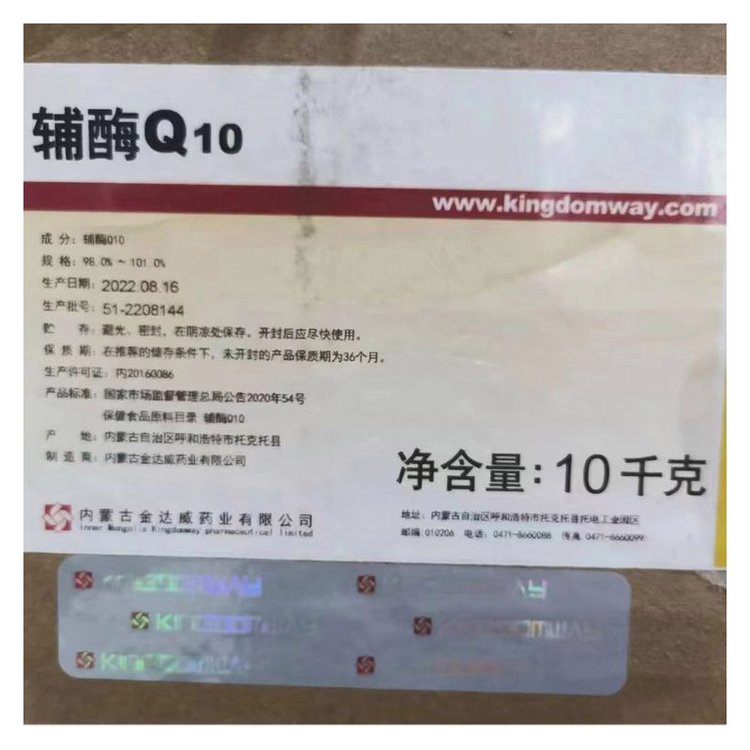 辅酶Q10
www.kingdomway.com
成 分：辅酶Q10
规 格：98.0% ~ 101.0%
生产日期：2022.08.16
生产批号：51-2208144
贮 存：避光、密封，在阴凉处保存。开封后应尽快使用。
保 质 期：在推荐的储存条件下，未开封的产品保质期为36个月。
生产许可证：内20160086
产品标准：国家市场监督管理总局公告2020年54号
保健食品原料目录 辅酶Q10
产 地：内蒙古自治区呼和浩特市托克托县
制 造 商：内蒙古金达威药业有限公司
净含量：10千克
内蒙古金达威药业有限公司
Inner Mongolia Kingdomway pharmaceutical limited
地址：内蒙古自治区呼和浩特市托克托县托电工业园区
邮编 010206 电话：0471-8660088 传真 0471-8660099